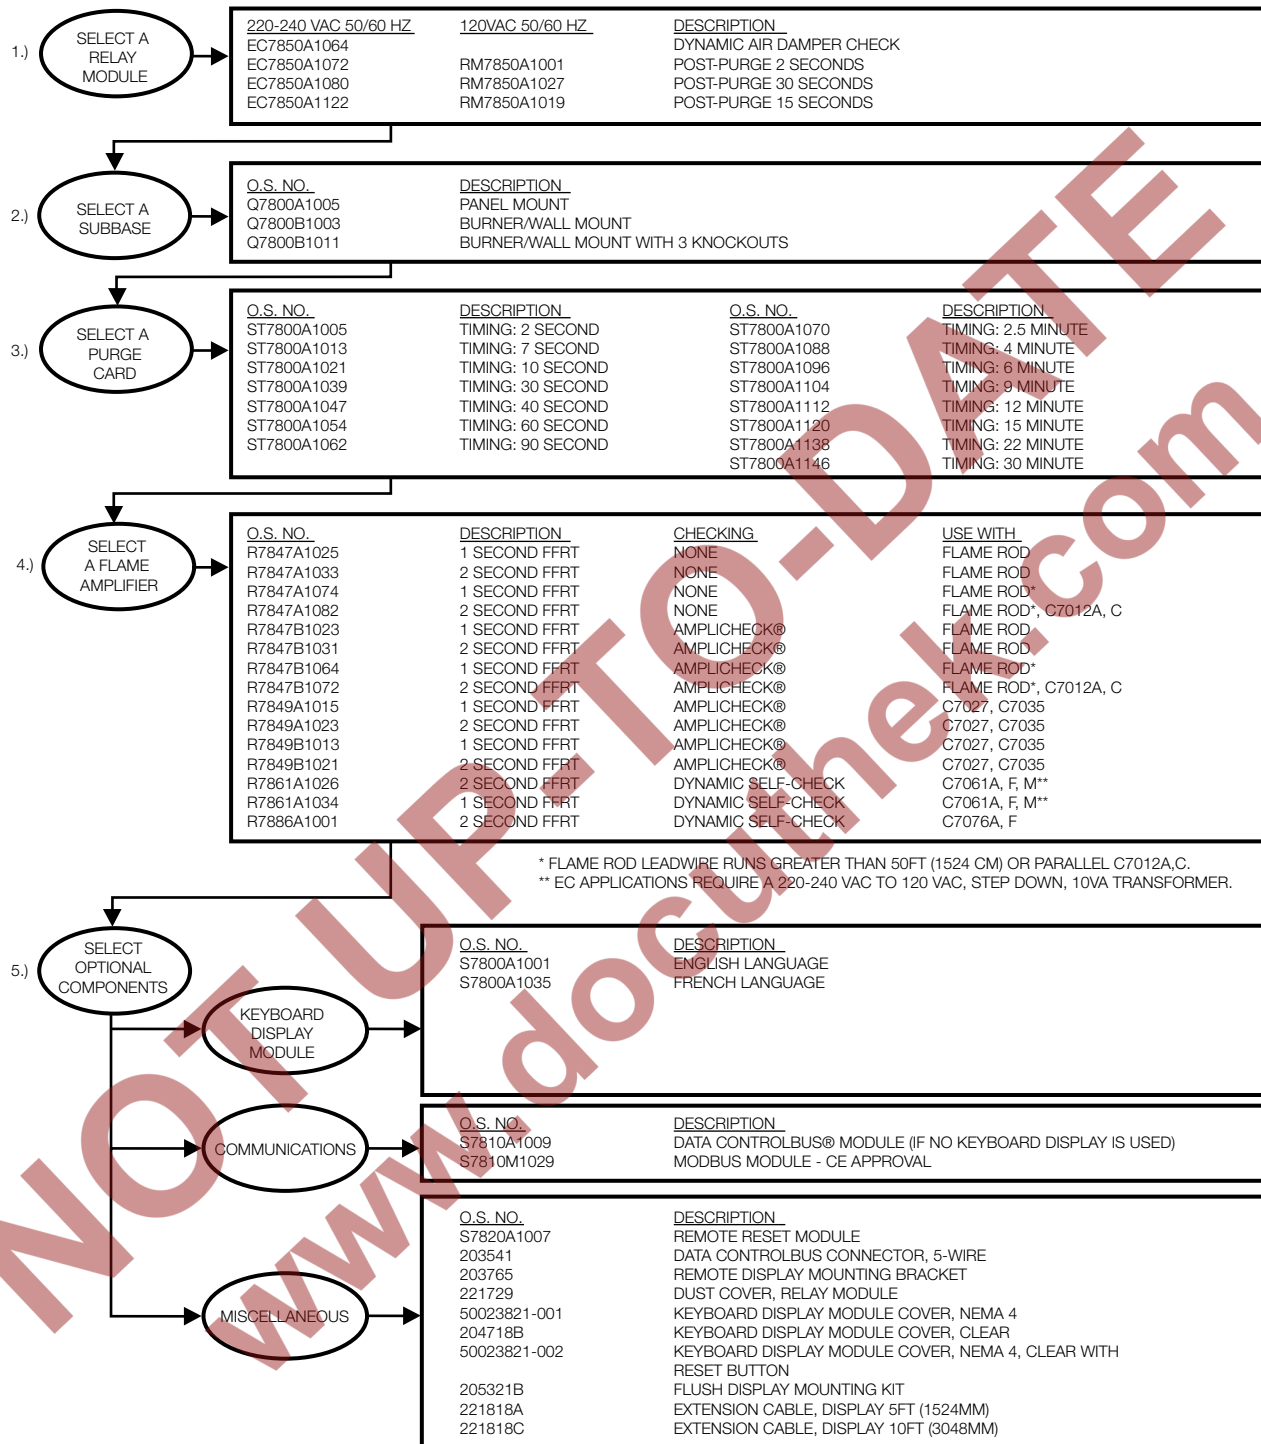 1.) SELECT A RELAY MODULE
220-240 VAC 50/60 HZ 120VAC 50/60 HZ DESCRIPTION
EC7850A1064 DYNAMIC AIR DAMPER CHECK
EC7850A1072 RM7850A1001 POST-PURGE 2 SECONDS
EC7850A1080 RM7850A1027 POST-PURGE 30 SECONDS
EC7850A1122 RM7850A1019 POST-PURGE 15 SECONDS
2.) SELECT A SUBBASE
O.S. NO. DESCRIPTION
Q7800A1005 PANEL MOUNT
Q7800B1003 BURNER/WALL MOUNT
Q7800B1011 BURNER/WALL MOUNT WITH 3 KNOCKOUTS
3.) SELECT A PURGE CARD
O.S. NO. DESCRIPTION O.S. NO. DESCRIPTION
ST7800A1005 TIMING: 2 SECOND ST7800A1070 TIMING: 2.5 MINUTE
ST7800A1013 TIMING: 7 SECOND ST7800A1088 TIMING: 4 MINUTE
ST7800A1021 TIMING: 10 SECOND ST7800A1096 TIMING: 6 MINUTE
ST7800A1039 TIMING: 30 SECOND ST7800A1104 TIMING: 9 MINUTE
ST7800A1047 TIMING: 40 SECOND ST7800A1112 TIMING: 12 MINUTE
ST7800A1054 TIMING: 60 SECOND ST7800A1120 TIMING: 15 MINUTE
ST7800A1062 TIMING: 90 SECOND ST7800A1138 TIMING: 22 MINUTE
ST7800A1146 TIMING: 30 MINUTE
4.) SELECT A FLAME AMPLIFIER
O.S. NO. DESCRIPTION CHECKING USE WITH
R7847A1025 1 SECOND FFRT NONE FLAME ROD
R7847A1033 2 SECOND FFRT NONE FLAME ROD
R7847A1074 1 SECOND FFRT NONE FLAME ROD*
R7847A1082 2 SECOND FFRT NONE FLAME ROD*, C7012A, C
R7847B1023 1 SECOND FFRT AMPLICHECK® FLAME ROD
R7847B1031 2 SECOND FFRT AMPLICHECK® FLAME ROD
R7847B1064 1 SECOND FFRT AMPLICHECK® FLAME ROD*
R7847B1072 2 SECOND FFRT AMPLICHECK® FLAME ROD*, C7012A, C
R7849A1015 1 SECOND FFRT AMPLICHECK® C7027, C7035
R7849A1023 2 SECOND FFRT AMPLICHECK® C7027, C7035
R7849B1013 1 SECOND FFRT AMPLICHECK® C7027, C7035
R7849B1021 2 SECOND FFRT AMPLICHECK® C7027, C7035
R7861A1026 2 SECOND FFRT DYNAMIC SELF-CHECK C7061A, F, M**
R7861A1034 1 SECOND FFRT DYNAMIC SELF-CHECK C7061A, F, M**
R7886A1001 2 SECOND FFRT DYNAMIC SELF-CHECK C7076A, F
* FLAME ROD LEADWIRE RUNS GREATER THAN 50FT (1524 CM) OR PARALLEL C7012A,C.
** EC APPLICATIONS REQUIRE A 220-240 VAC TO 120 VAC, STEP DOWN, 10VA TRANSFORMER.
5.) SELECT OPTIONAL COMPONENTS
KEYBOARD DISPLAY MODULE
O.S. NO. DESCRIPTION
S7800A1001 ENGLISH LANGUAGE
S7800A1035 FRENCH LANGUAGE
COMMUNICATIONS
O.S. NO. DESCRIPTION
S7810A1009 DATA CONTROLBUS® MODULE (IF NO KEYBOARD DISPLAY IS USED)
S7810M1029 MODBUS MODULE - CE APPROVAL
MISCELLANEOUS
O.S. NO. DESCRIPTION
S7820A1007 REMOTE RESET MODULE
203541 DATA CONTROLBUS CONNECTOR, 5-WIRE
203765 REMOTE DISPLAY MOUNTING BRACKET
221729 DUST COVER, RELAY MODULE
50023821-001 KEYBOARD DISPLAY MODULE COVER, NEMA 4
204718B KEYBOARD DISPLAY MODULE COVER, CLEAR
50023821-002 KEYBOARD DISPLAY MODULE COVER, NEMA 4, CLEAR WITH
RESET BUTTON
205321B FLUSH DISPLAY MOUNTING KIT
221818A EXTENSION CABLE, DISPLAY 5FT (1524MM)
221818C EXTENSION CABLE, DISPLAY 10FT (3048MM)
NOT UP-TO-DATE
www.docuthek.com